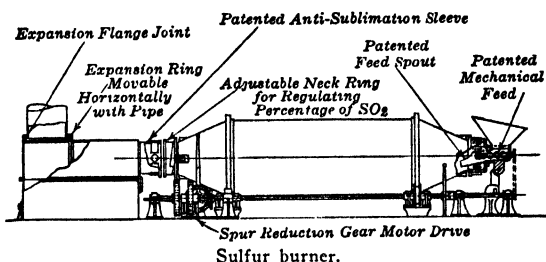 Patented Anti-Sublimation Sleeve
Expansion Flange Joint
Expansion Ring
Movable
Horizontally
with Pipe
Adjustable Neck Ring
for Regulating
Percentage of SO₂
Patented
Feed Spout
Patented
Mechanical
Feed
Spur Reduction Gear Motor Drive
Sulfur burner.